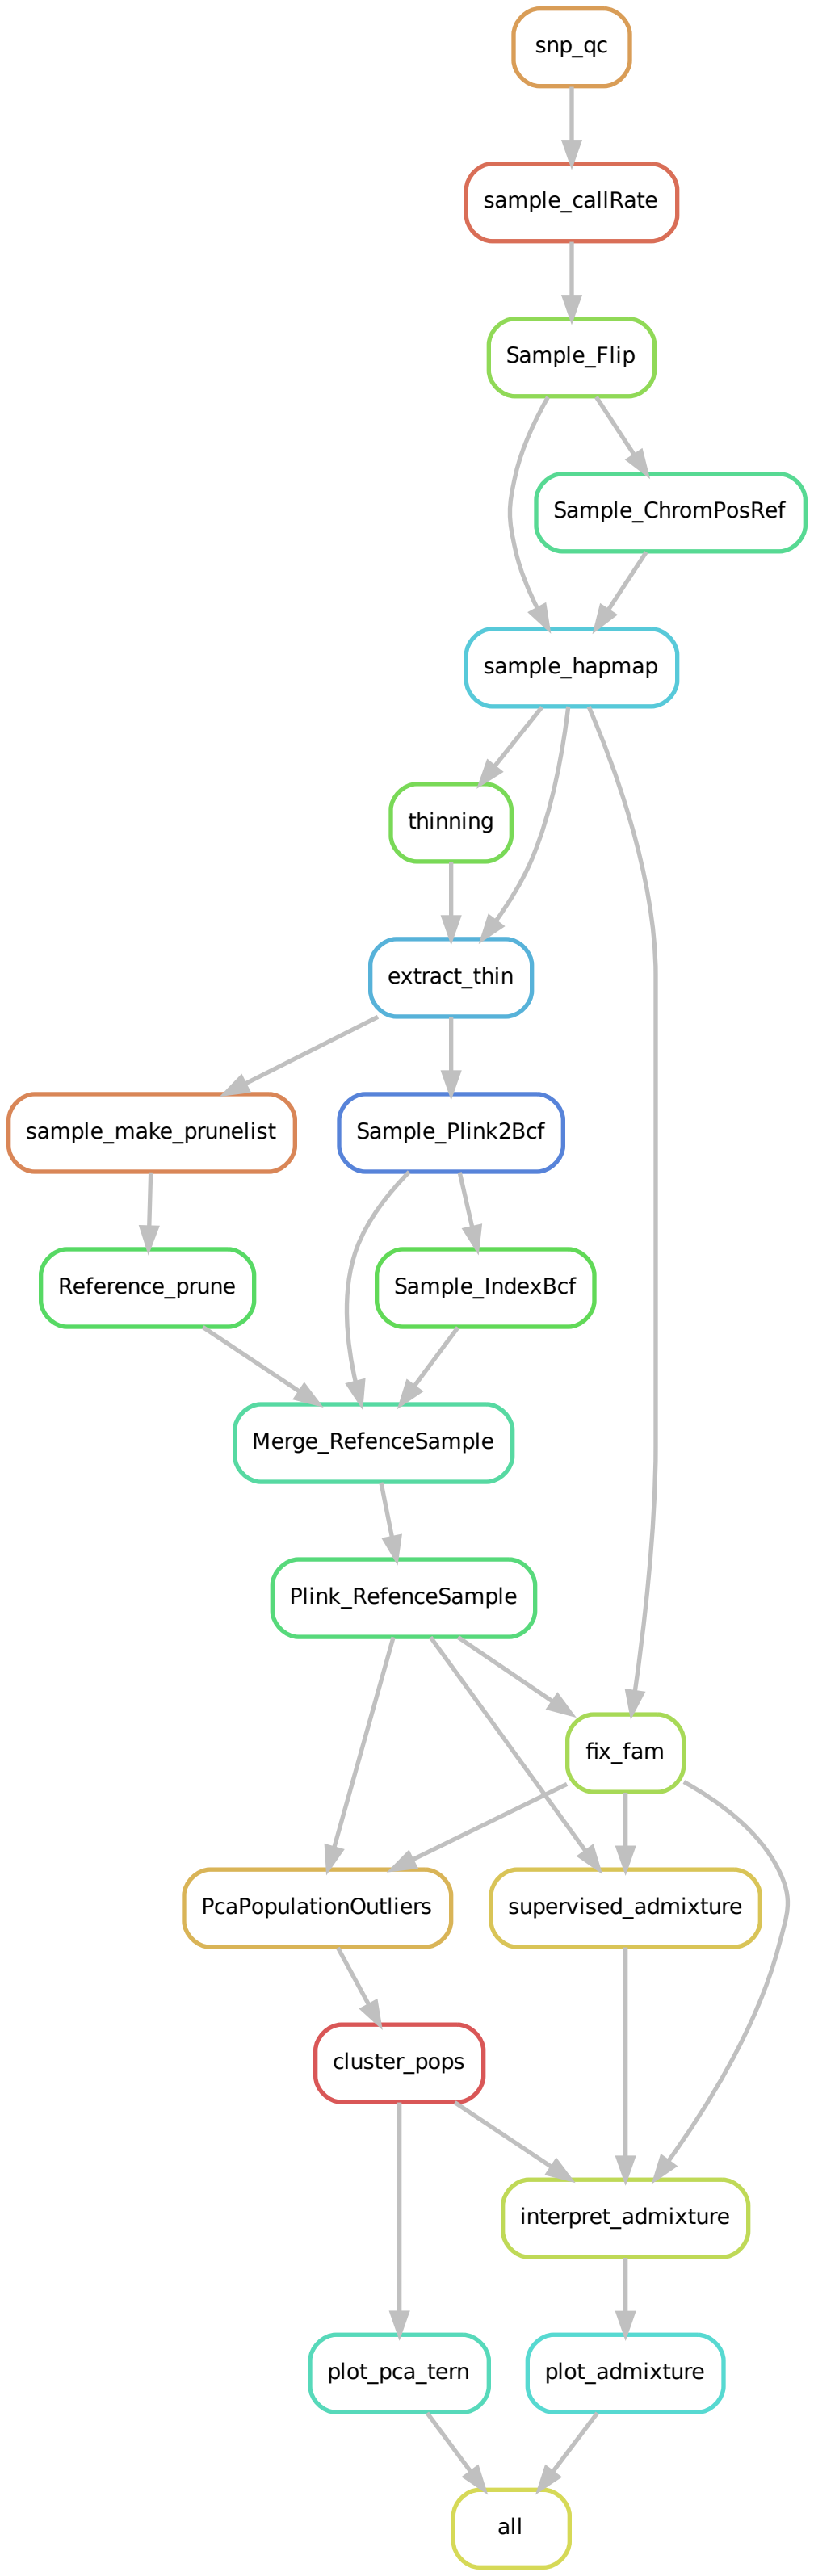 snp_qc
sample_callRate
Sample_Flip
Sample_ChromPosRef
sample_hapmap
thinning
extract_thin
sample_make_prunelist
Sample_Plink2Bcf
Reference_prune
Sample_IndexBcf
Merge_RefenceSample
Plink_RefenceSample
fix_fam
PcaPopulationOutliers
supervised_admixture
cluster_pops
interpret_admixture
plot_pca_tern
plot_admixture
all